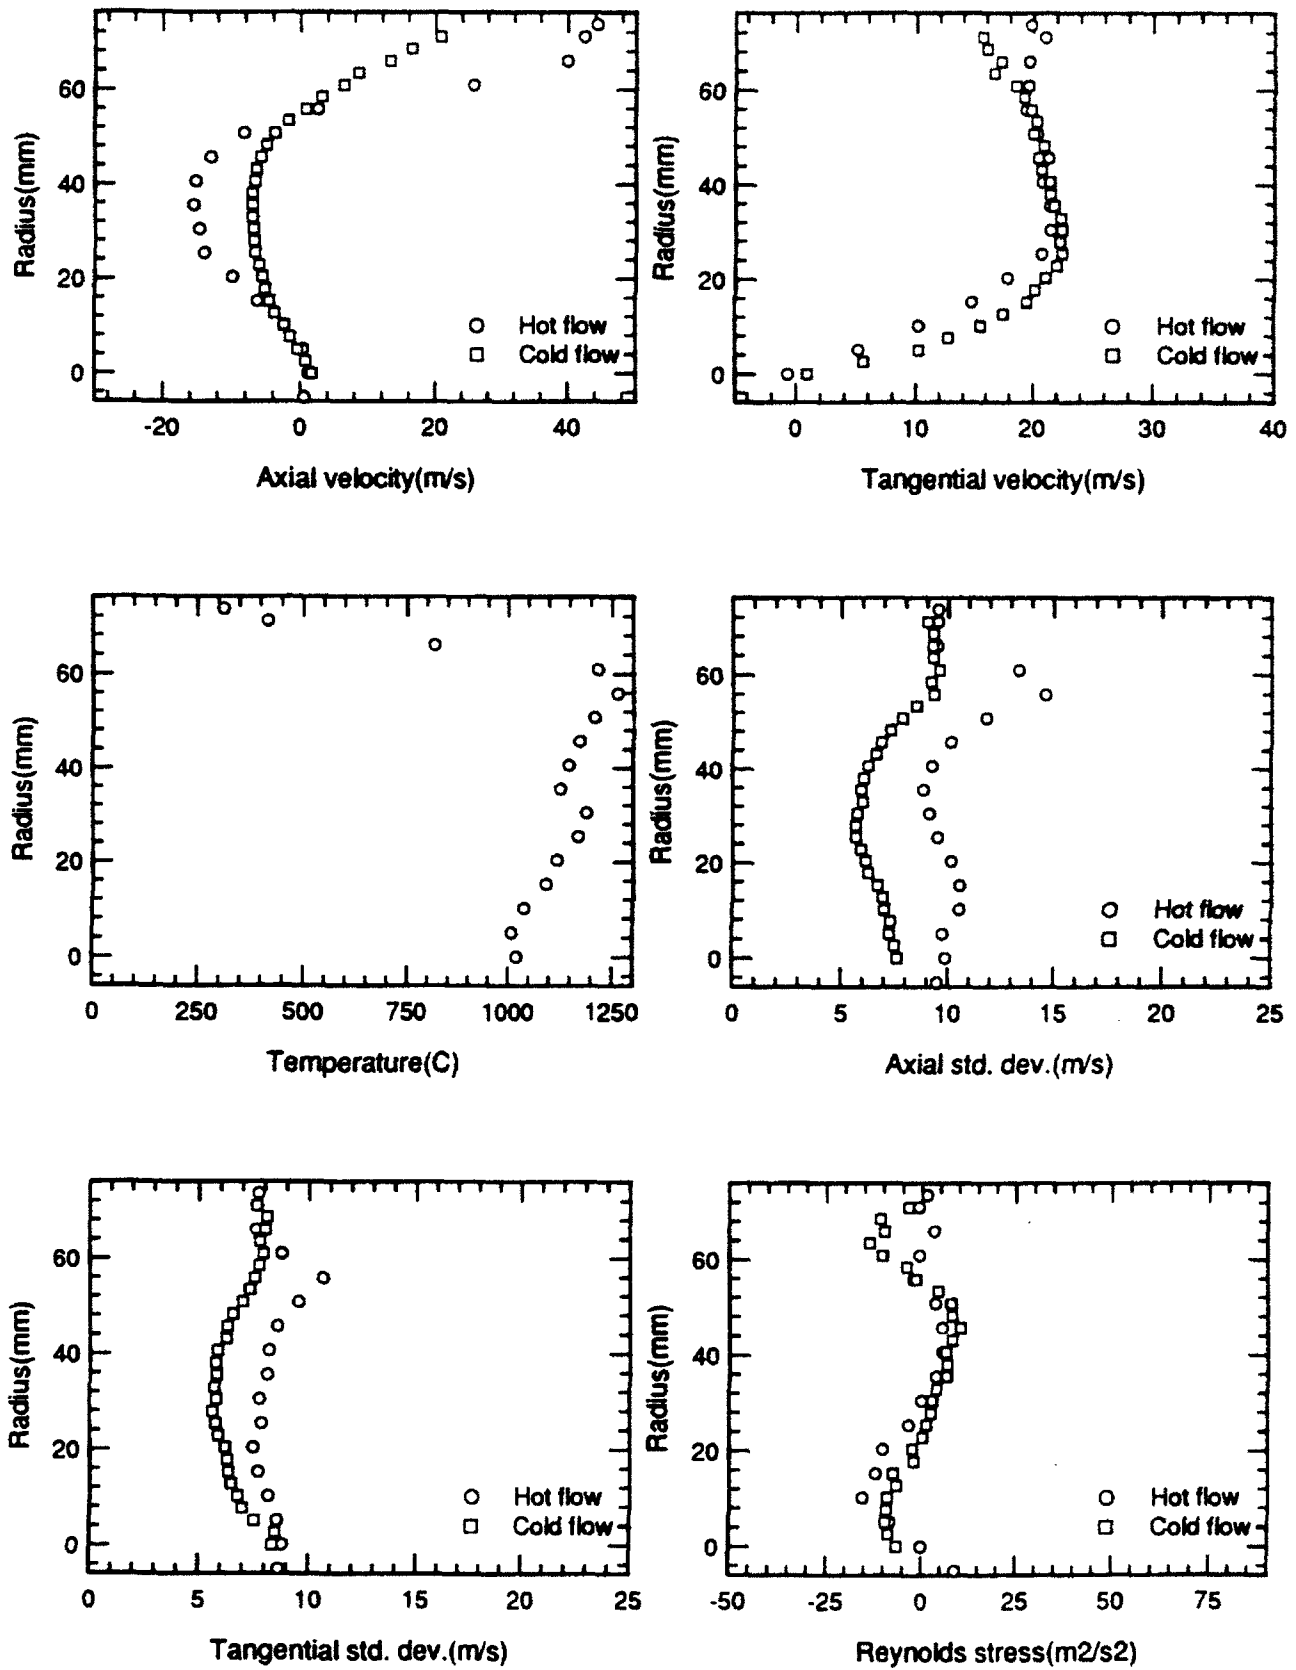 60
40
20
0
Radius(mm)
Hot flow
Cold flow
-20 0 20 40
Axial velocity(m/s)
60
40
20
0
Radius(mm)
Hot flow
Cold flow
0 10 20 30 40
Tangential velocity(m/s)
60
40
20
0
Radius(mm)
0 250 500 750 1000 1250
Temperature(C)
60
40
20
0
Radius(mm)
Hot flow
Cold flow
0 5 10 15 20 25
Axial std. dev.(m/s)
60
40
20
0
Radius(mm)
Hot flow
Cold flow
0 5 10 15 20 25
Tangential std. dev.(m/s)
60
40
20
0
Radius(mm)
Hot flow
Cold flow
-50 -25 0 25 50 75
Reynolds stress(m2/s2)